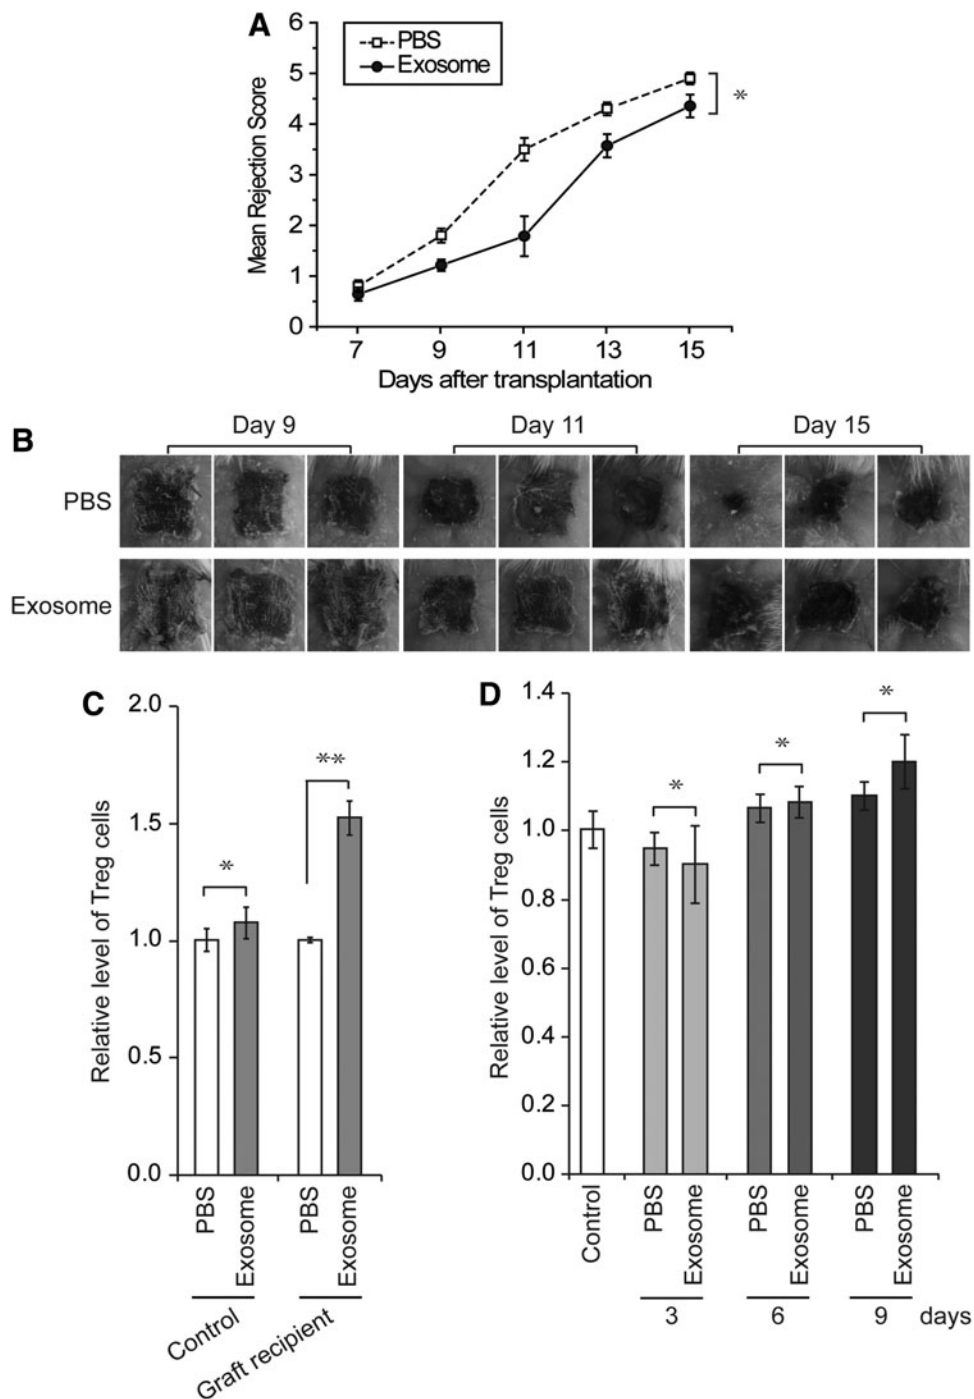 A
Mean Rejection Score
6
5
4
3
2
1
0
PBS
Exosome
*
7 9 11 13 15
Days after transplantation
B
Day 9 Day 11 Day 15
PBS
Exosome
C
Relative level of Treg cells
2.0
1.5
1.0
0.5
0.0
*
**
PBS
Exosome
PBS
Exosome
Control
Graft recipient
D
Relative level of Treg cells
1.4
1.2
1.0
0.8
0.6
0.4
0.2
0.0
*
*
*
Control
PBS
Exosome
PBS
Exosome
PBS
Exosome
3 6 9 days